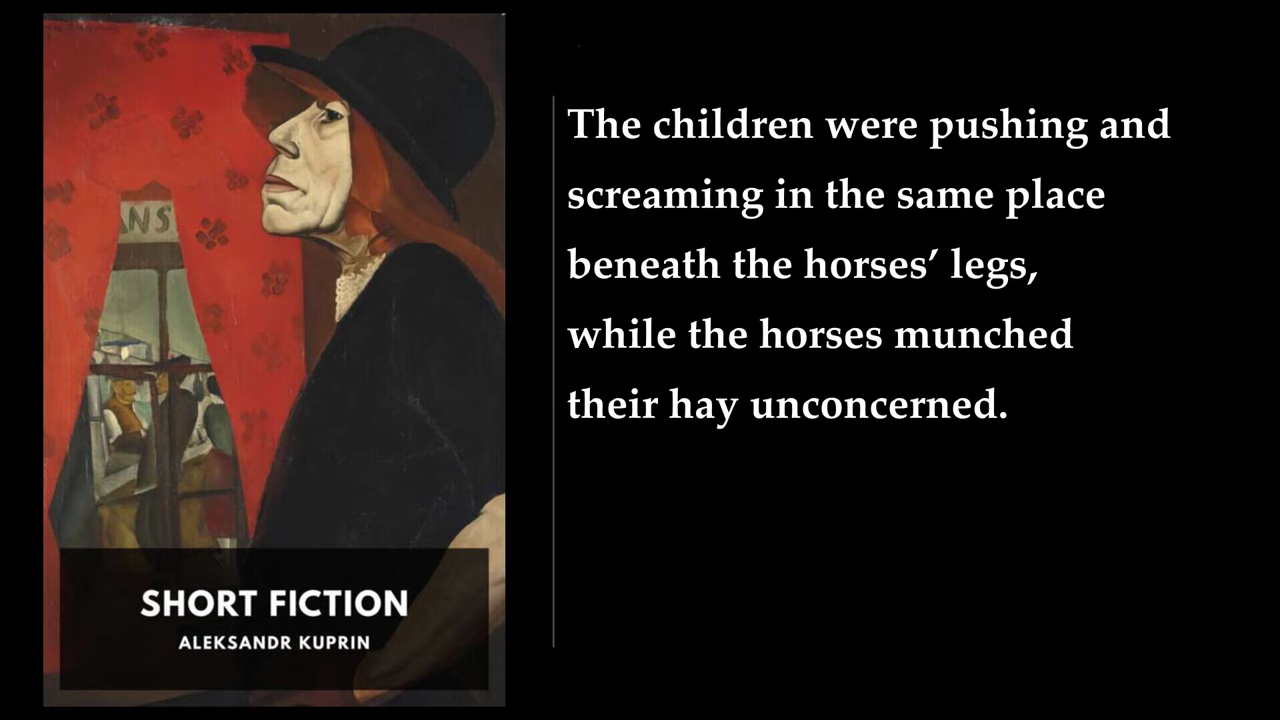 ANS
SHORT FICTION
ALEKSANDR KUPRIN
The children were pushing and
screaming in the same place
beneath the horses’ legs,
while the horses munched
their hay unconcerned.